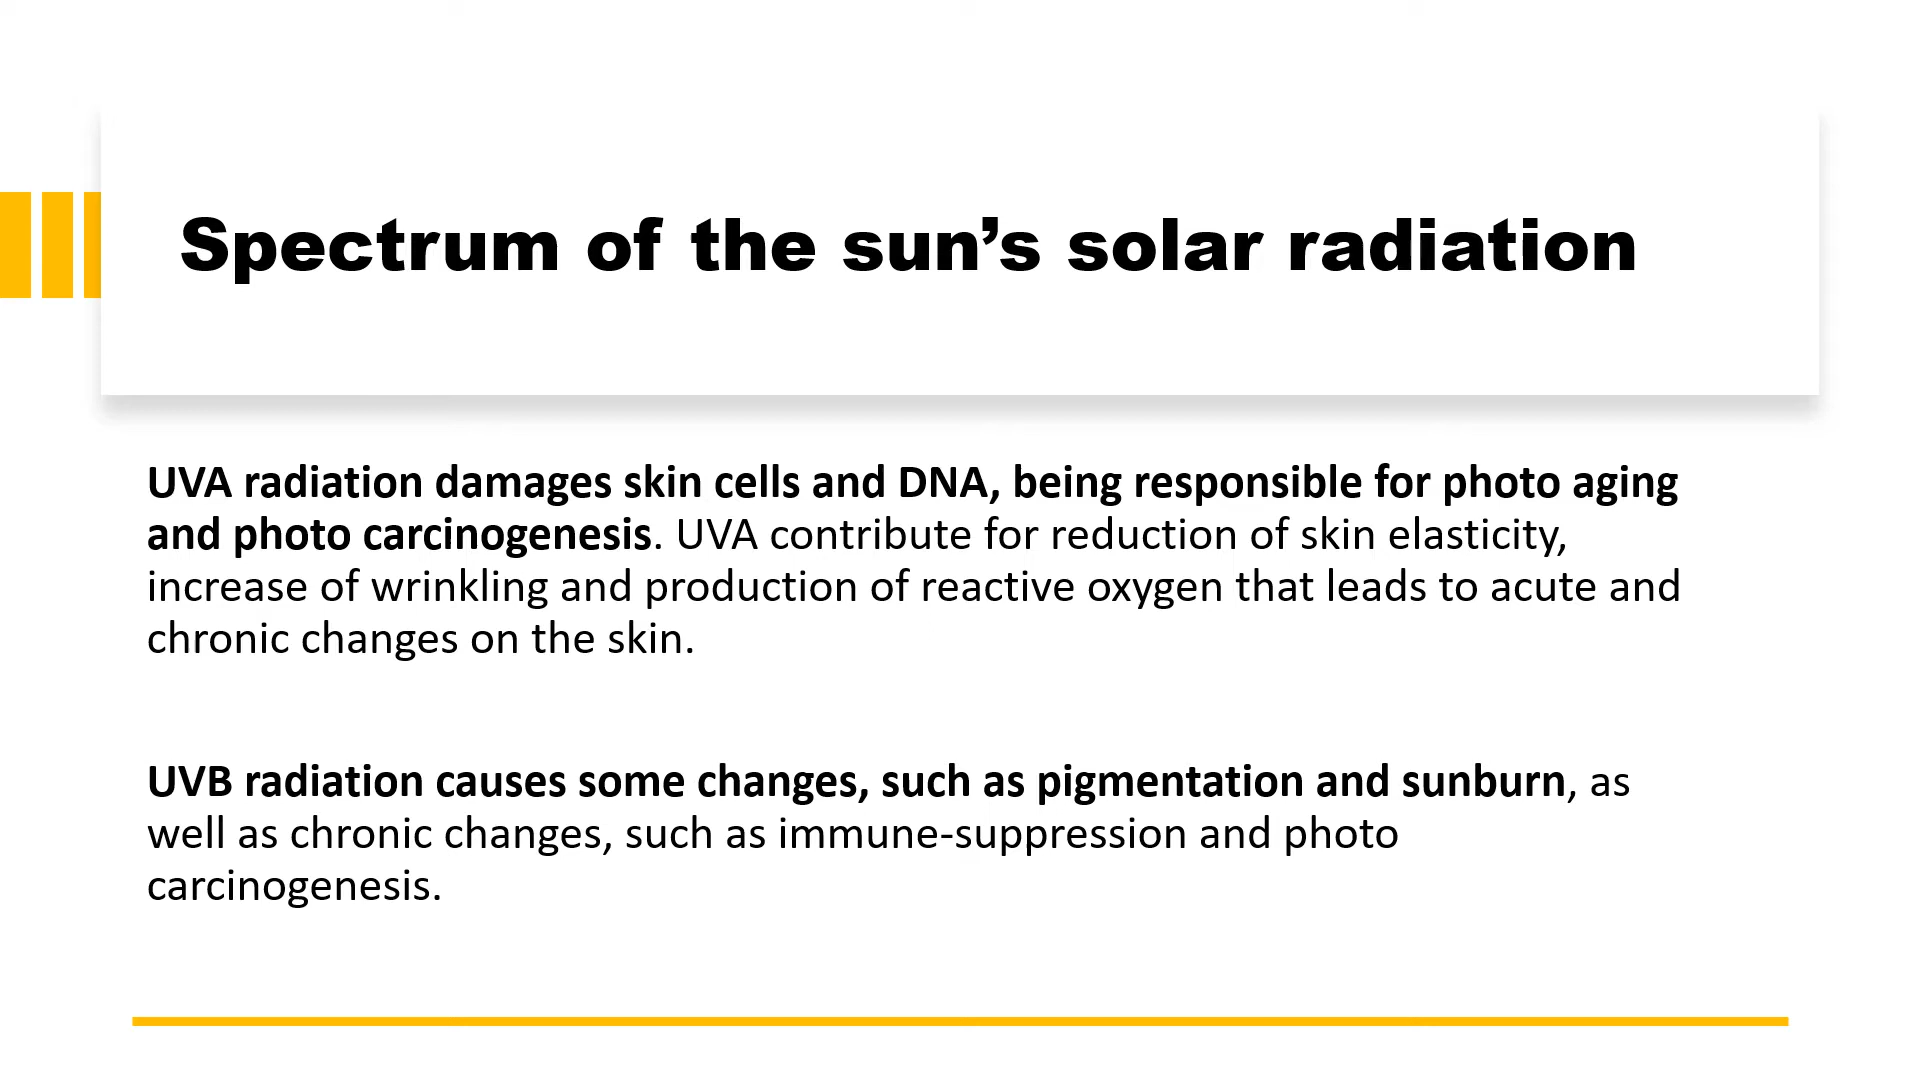 Spectrum of the sun’s solar radiation
UVA radiation damages skin cells and DNA, being responsible for photo aging
and photo carcinogenesis. UVA contribute for reduction of skin elasticity,
increase of wrinkling and production of reactive oxygen that leads to acute and
chronic changes on the skin.
UVB radiation causes some changes, such as pigmentation and sunburn, as
well as chronic changes, such as immune-suppression and photo
carcinogenesis.